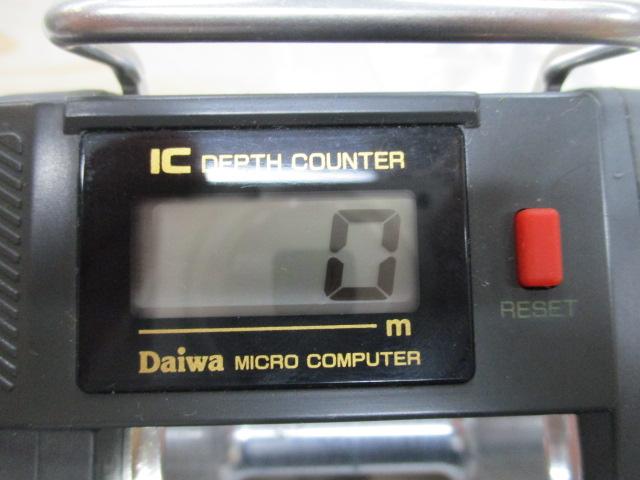 IC DEPTH COUNTER
0
m
RESET
Daiwa MICRO COMPUTER